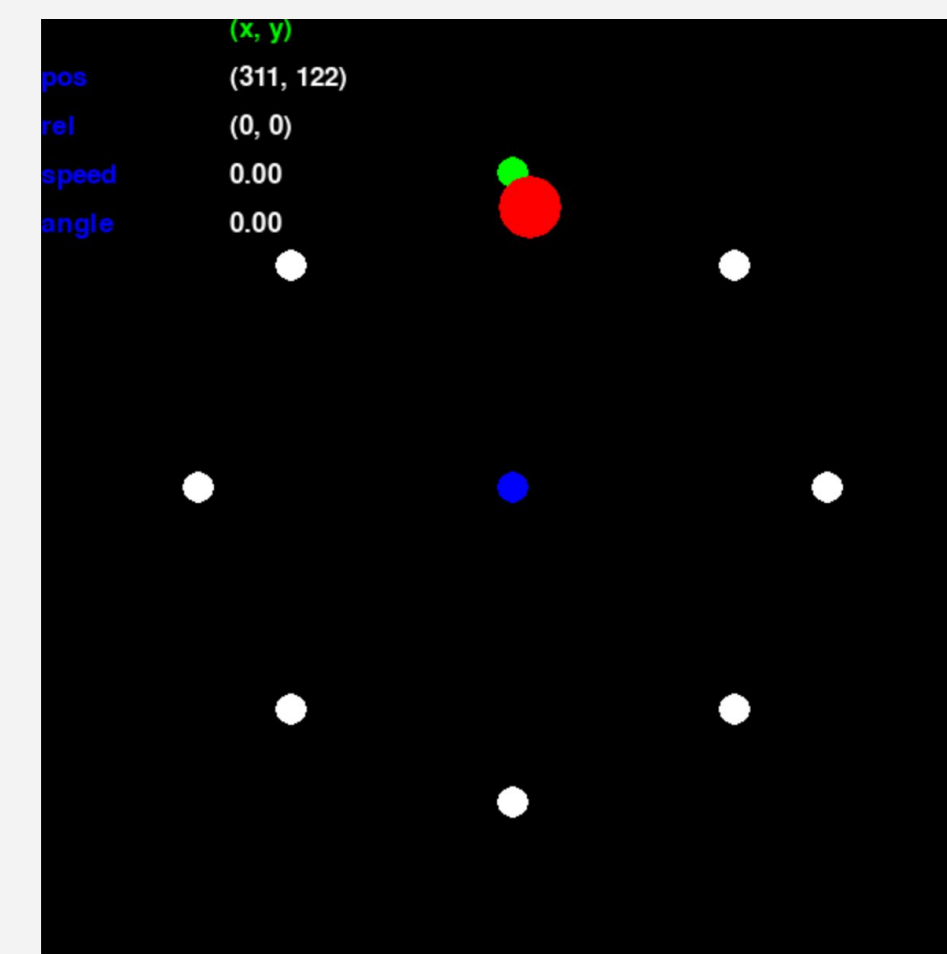 (x, y)
pos (311, 122)
rel (0, 0)
speed 0.00
angle 0.00